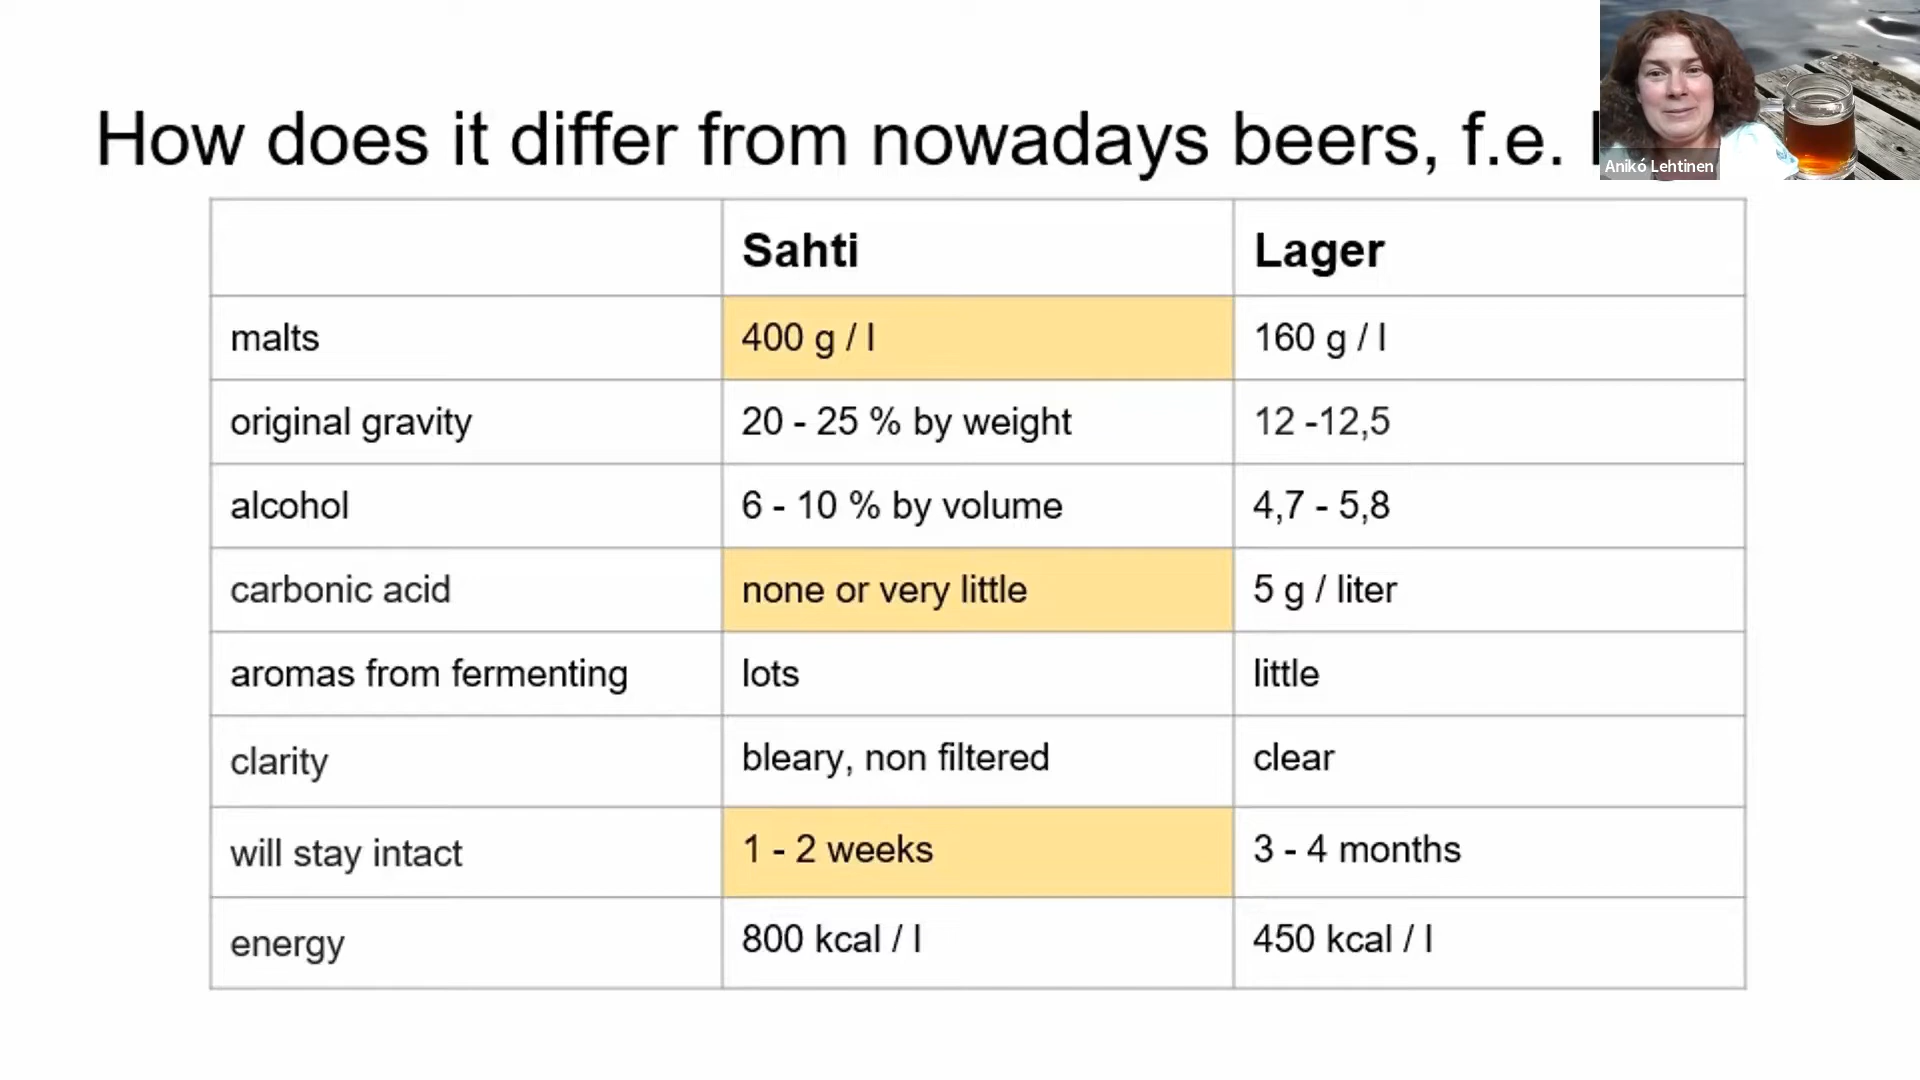 How does it differ from nowadays beers, f.e.
Anikó Lehtinen
Sahti Lager
malts 400 g / l 160 g / l
original gravity 20 - 25 % by weight 12 -12,5
alcohol 6 - 10 % by volume 4,7 - 5,8
carbonic acid none or very little 5 g / liter
aromas from fermenting lots little
clarity bleary, non filtered clear
will stay intact 1 - 2 weeks 3 - 4 months
energy 800 kcal / l 450 kcal / l